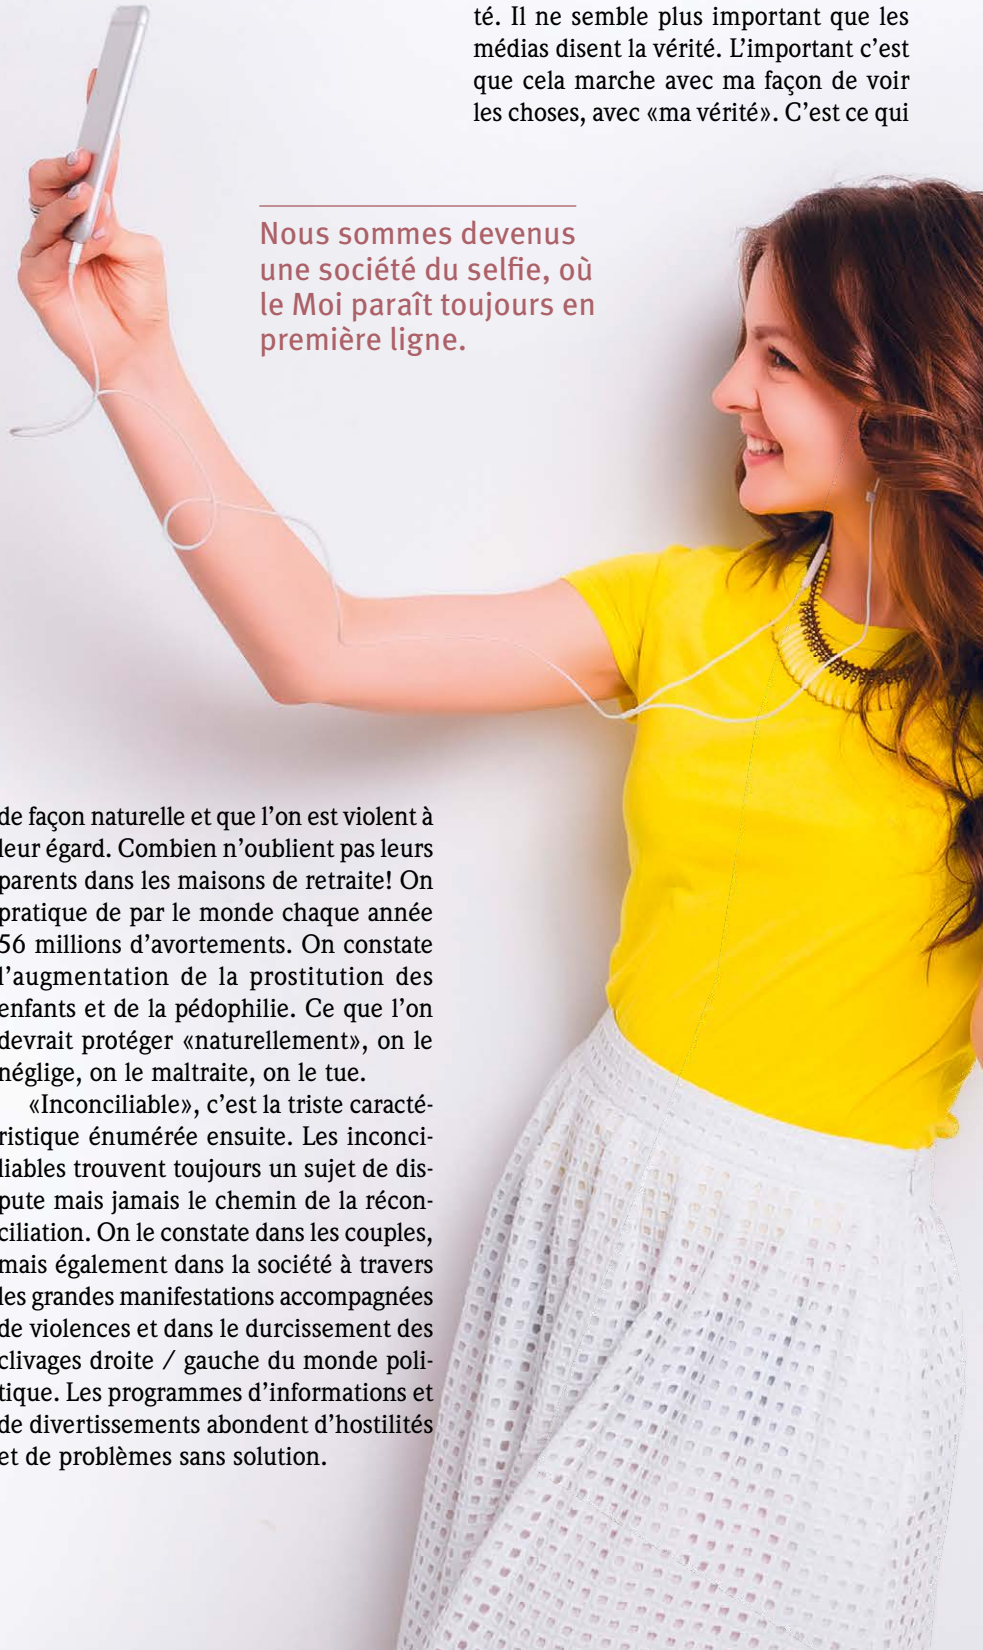 té. Il ne semble plus important que les
médias disent la vérité. L’important c’est
que cela marche avec ma façon de voir
les choses, avec «ma vérité». C’est ce qui
Nous sommes devenus
une société du selfie, où
le Moi paraît toujours en
première ligne.
de façon naturelle et que l’on est violent à
leur égard. Combien n’oublient pas leurs
parents dans les maisons de retraite! On
pratique de par le monde chaque année
56 millions d’avortements. On constate
l’augmentation de la prostitution des
enfants et de la pédophilie. Ce que l’on
devrait protéger «naturellement», on le
néglige, on le maltraite, on le tue.
«Inconciliable», c’est la triste caracté-
ristique énumérée ensuite. Les inconci-
liables trouvent toujours un sujet de dis-
pute mais jamais le chemin de la récon-
ciliation. On le constate dans les couples,
mais également dans la société à travers
les grandes manifestations accompagnées
de violences et dans le durcissement des
clivages droite / gauche du monde poli-
tique. Les programmes d’informations et
de divertissements abondent d’hostilités
et de problèmes sans solution.